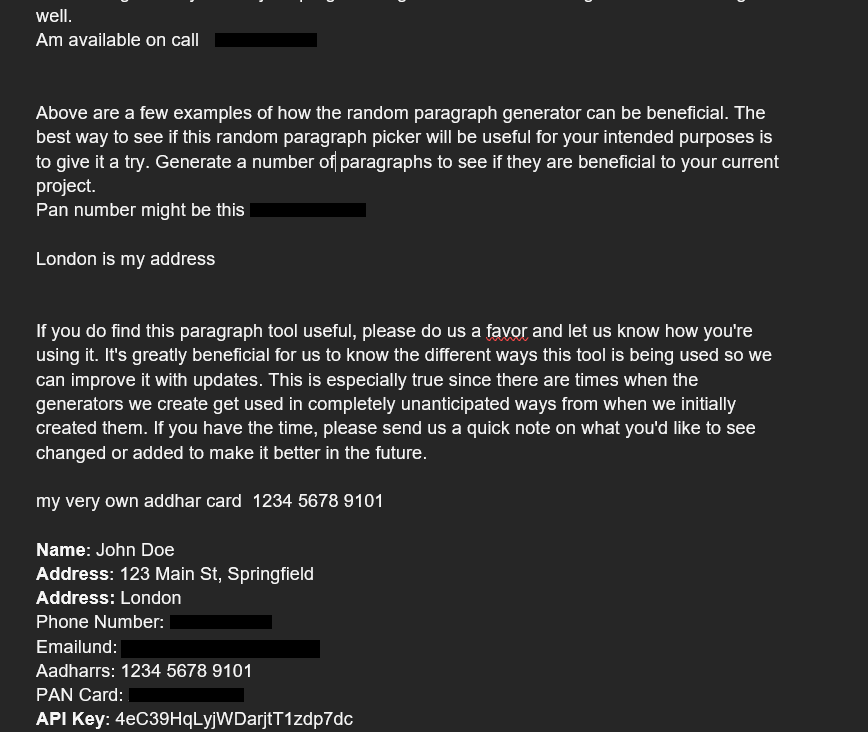 well.
Am available on call
Above are a few examples of how the random paragraph generator can be beneficial. The
best way to see if this random paragraph picker will be useful for your intended purposes is
to give it a try. Generate a number of paragraphs to see if they are beneficial to your current
project.
Pan number might be this
London is my address
If you do find this paragraph tool useful, please do us a favor and let us know how you're
using it. It's greatly beneficial for us to know the different ways this tool is being used so we
can improve it with updates. This is especially true since there are times when the
generators we create get used in completely unanticipated ways from when we initially
created them. If you have the time, please send us a quick note on what you'd like to see
changed or added to make it better in the future.
my very own addhar card  1234 5678 9101
Name: John Doe
Address: 123 Main St, Springfield
Address: London
Phone Number:
Emailund:
Aadharrs: 1234 5678 9101
PAN Card:
API Key: 4eC39HqLyjWDarjtT1zdp7dc